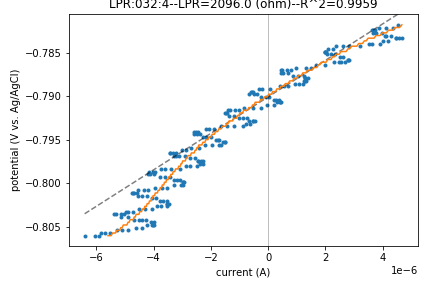 LPR:032:4--LPR=2096.0 (ohm)--R^2=0.9959
potential (V vs. Ag/AgCl)
−0.785
−0.790
−0.795
−0.800
−0.805
−6
−4
−2
0
2
4
1e−6
current (A)